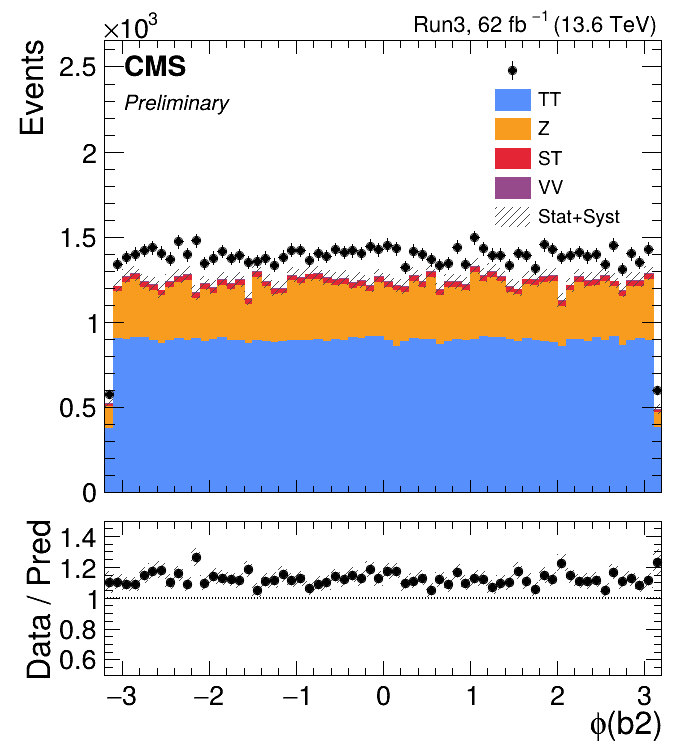 ×10³
Run3, 62 fb⁻¹ (13.6 TeV)
CMS
Preliminary
TT
Z
ST
VV
Stat+Syst
Events
2.5
2
1.5
1
0.5
0
Data / Pred
1.4
1.2
1
0.8
0.6
−3 −2 −1 0 1 2 3
ϕ(b2)